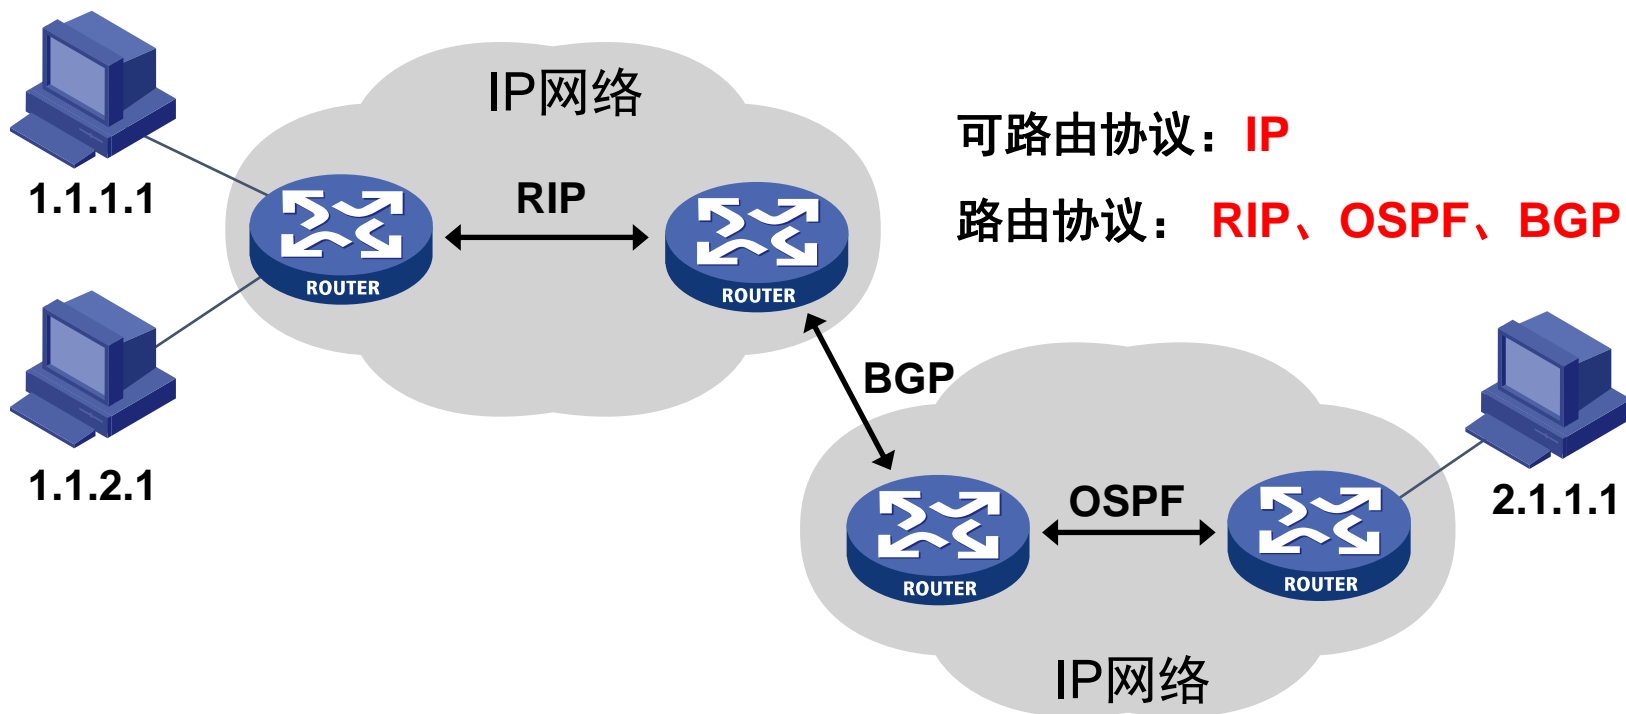 IP网络
可路由协议：IP
1.1.1.1
RIP
路由协议： RIP、OSPF、BGP
ROUTER
ROUTER
BGP
1.1.2.1
OSPF
2.1.1.1
ROUTER
ROUTER
IP网络